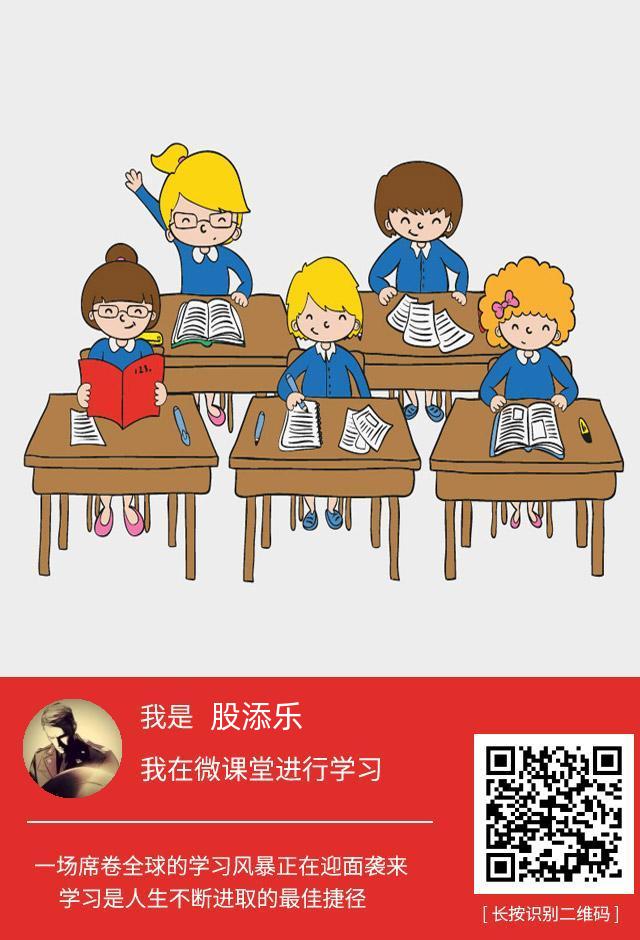 123,
我是 股添乐
我在微课堂进行学习
一场席卷全球的学习风暴正在迎面袭来
学习是人生不断进取的最佳捷径
[ 长按识别二维码 ]